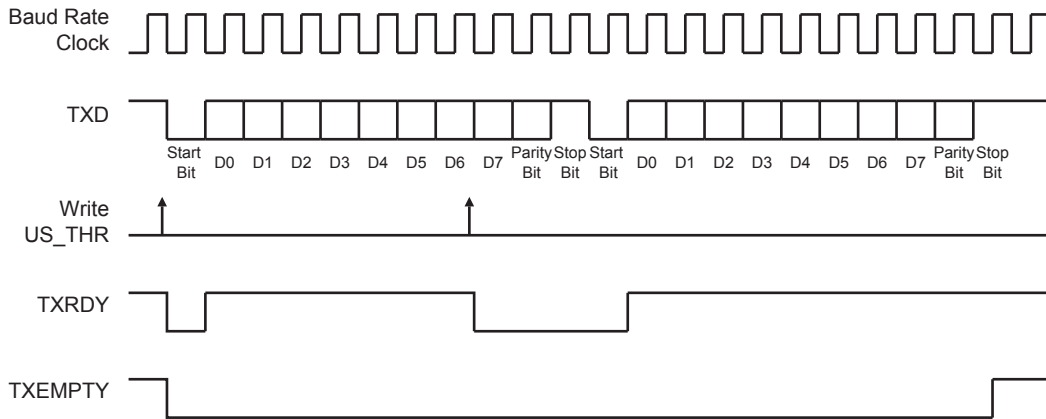 Baud Rate
Clock
TXD
Start
Bit
D0
D1
D2
D3
D4
D5
D6
D7
Parity
Bit
Stop
Bit
Start
Bit
D0
D1
D2
D3
D4
D5
D6
D7
Parity
Bit
Stop
Bit
Write
US_THR
TXRDY
TXEMPTY